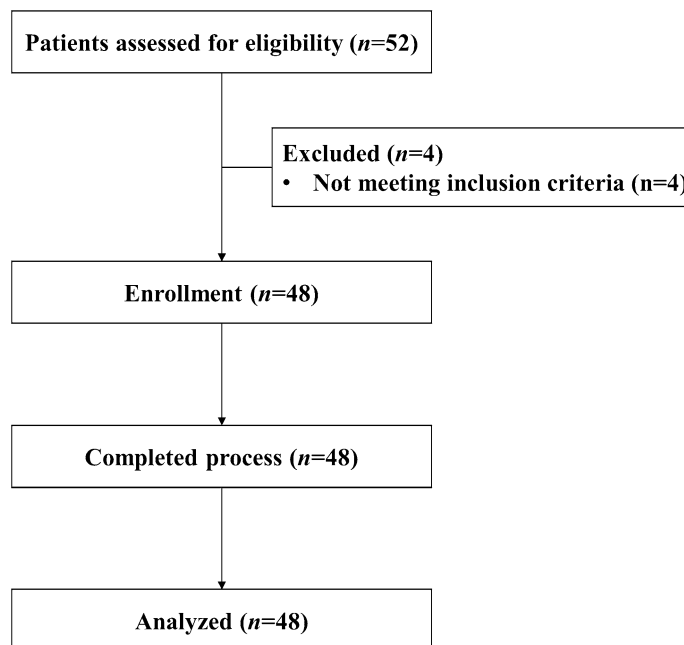 Patients assessed for eligibility (n=52)
Excluded (n=4)
• Not meeting inclusion criteria (n=4)
Enrollment (n=48)
Completed process (n=48)
Analyzed (n=48)